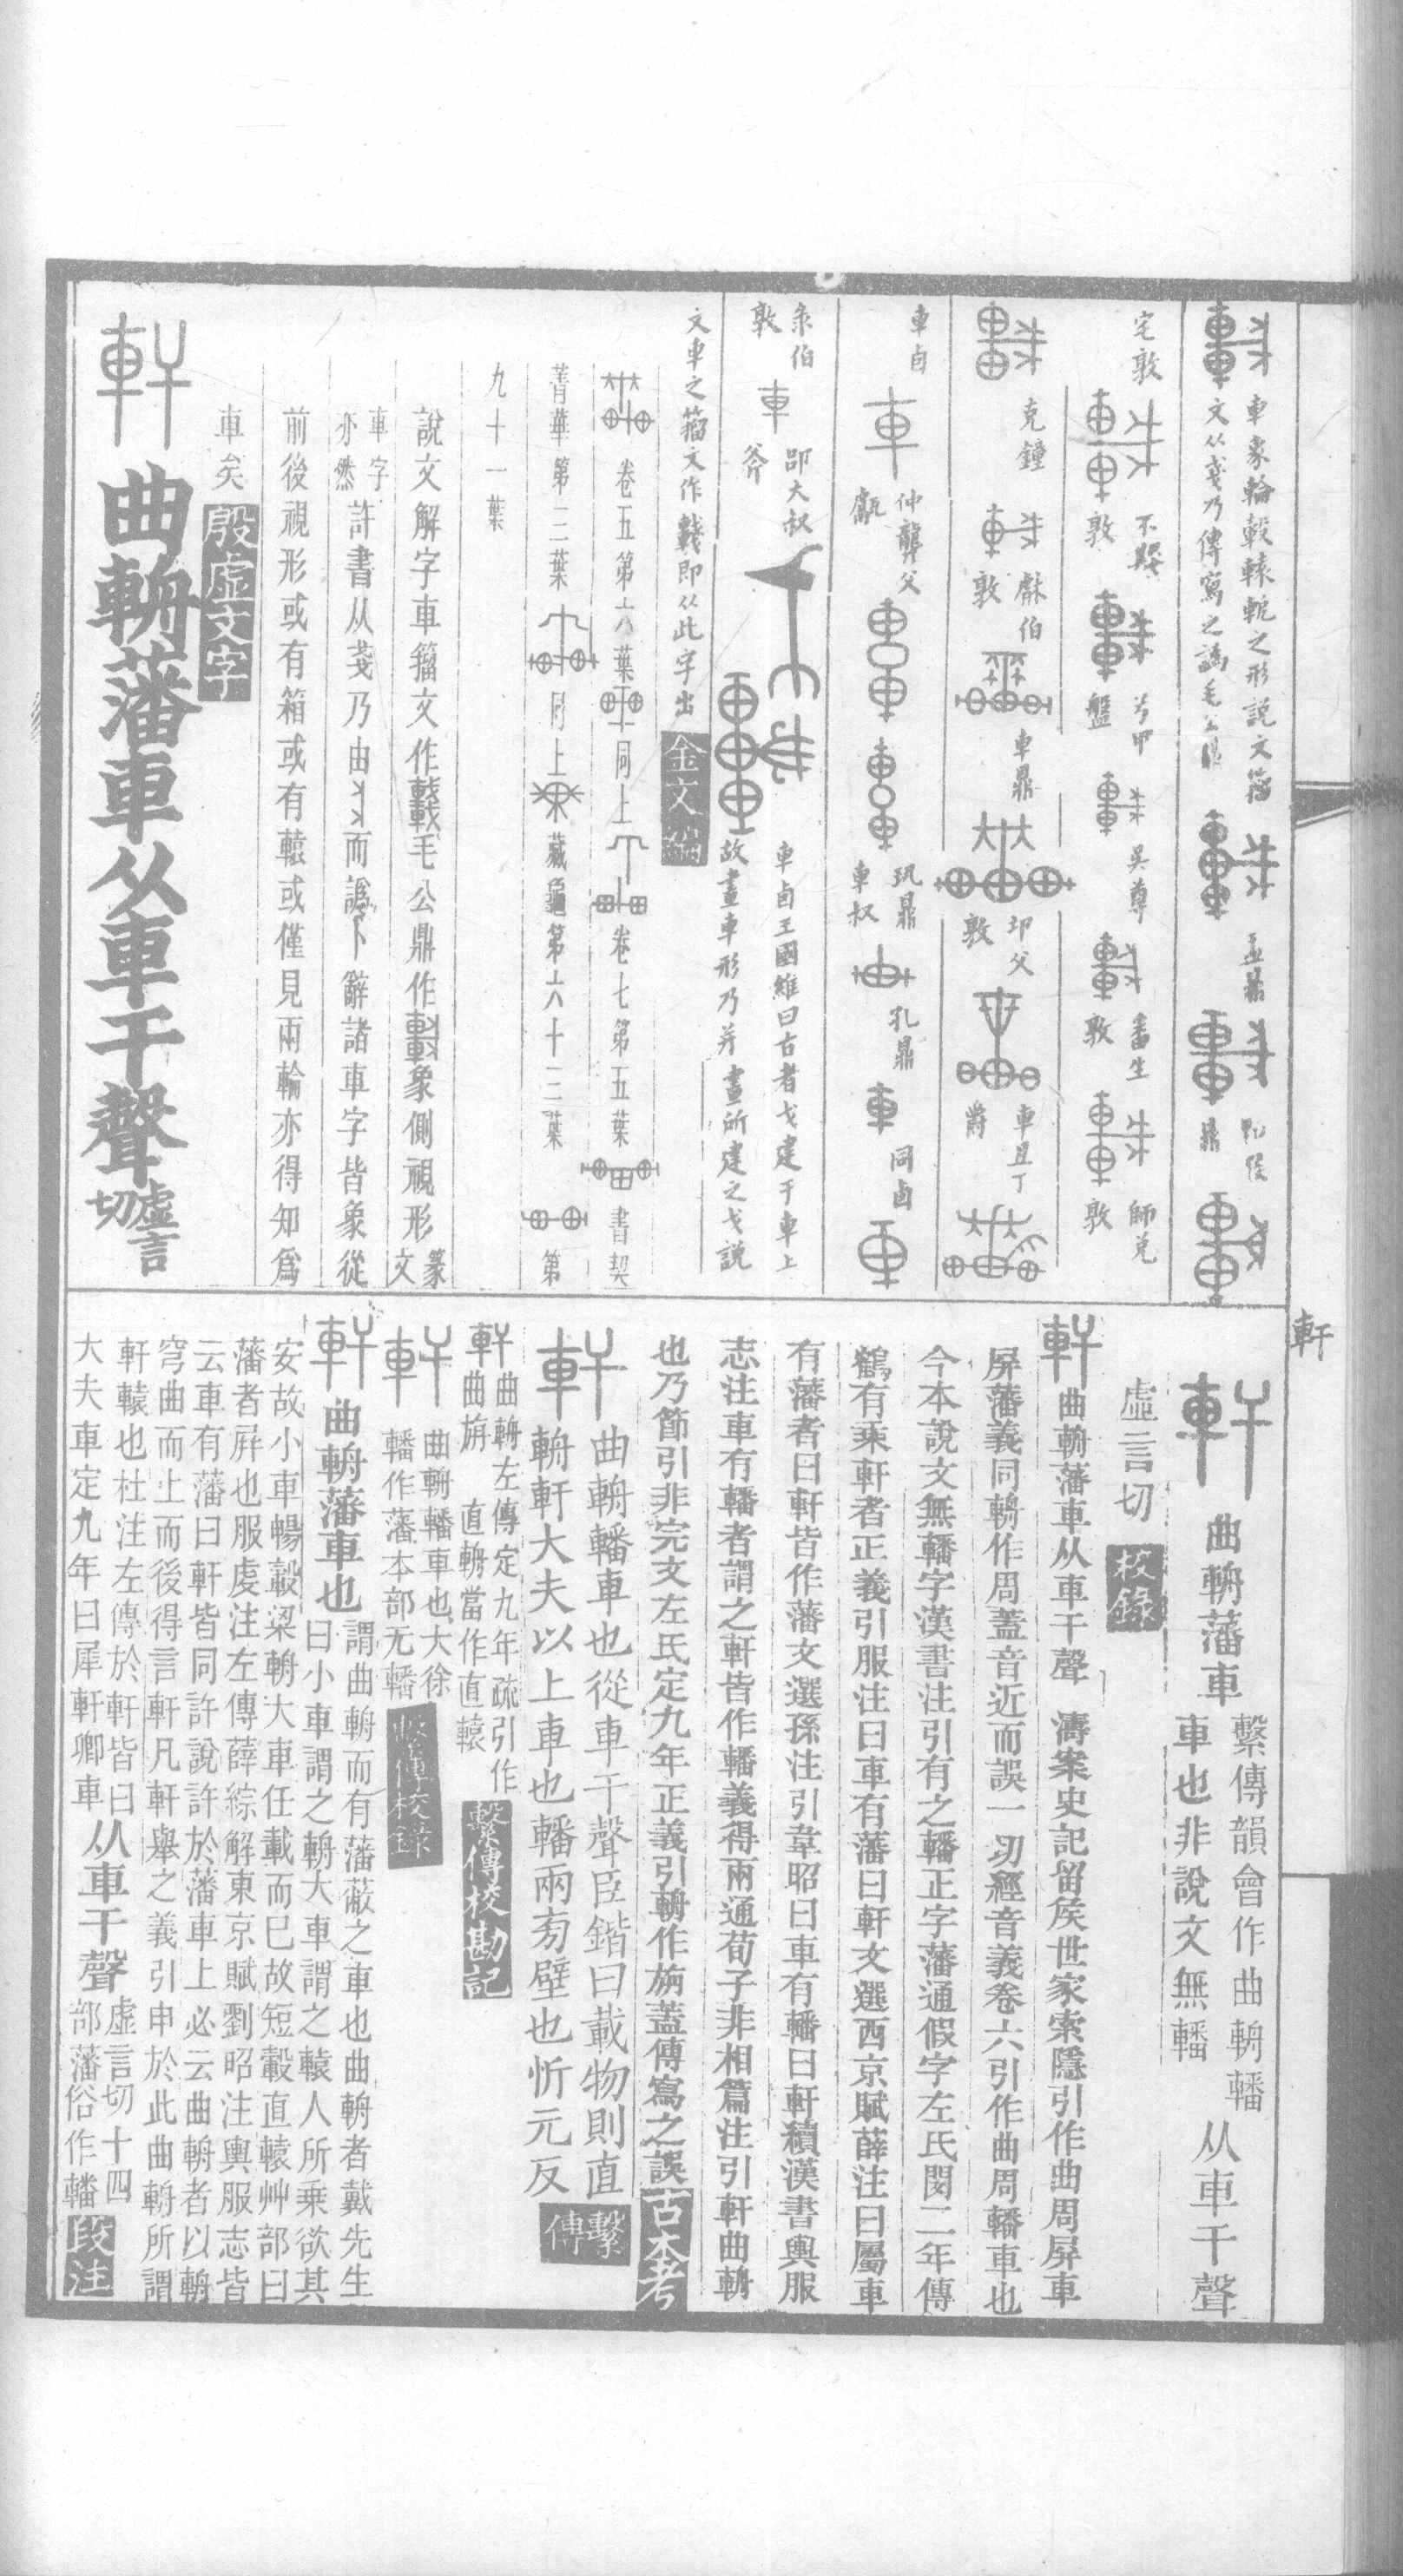 車象輪轂轅軛之形説文籀
文从戔乃傳寫之譌毛公鼎
盂鼎
宅敦
不𡢁
敦
兮甲
盤
吳尊
番生
敦
師兌
敦
克鐘
伯
敦
車鼎
敦
父
車且丁
爵
車卣
仲父
車叔
孔鼎
同卣
伯
敦
車
大叔
斧
車卣王國維曰古者戈建于車上
故畫車形乃并畫所建之戈説
文車之籀文作䡴即从此字出
金文編
卷五第六葉
同上
卷七第五葉
書契
菁華第三葉
同上
藏龜第六十三葉
第
九十一葉
説文解字車籀文作䡴毛公鼎作象側視形篆文
車字亦然許書从戔乃由而譌卜辭諸車字皆象從
前後視形或有箱或有轅或僅見兩輪亦得知為
車矣
殷虛文字
軒
曲輈藩車从車干聲虛言切
軒
軒
曲輈藩車
繫傳韻會作曲輈轓
車也非説文無轓
从車干聲
虛言切
校錄
軒曲輈藩車从車干聲 濤案史記留矦世家索隱引作曲周屏車
屏藩義同輈作周蓋音近而誤一切經音義卷六引作曲周轓車也
今本説文無轓字漢書注引有之轓正字藩通假字左氏閔二年傳
鶴有乘軒者正義引服注曰車有藩曰軒文選西京賦薛注曰屬車
有藩者曰軒皆作藩文選孫注引韋昭曰車有轓曰軒續漢書輿服
志注車有轓者謂之軒皆作轓義得兩通荀子非相篇注引軒曲輈
也乃節引非完文左氏定九年正義引輈作旃蓋傳寫之誤
古本考
軒
曲輈轓車也從車干聲臣鍇曰載物則直
輈軒大夫以上車也轓兩旁壁也忻元反
繫傳
軒
曲輈左傳定九年疏引作
曲旃 直輈當作直轅
繫傳校勘記
軒
曲輈轓車也大徐
轓作藩本部无轓
繫傳校錄
軒
曲輈藩車也
謂曲輈而有藩蔽之車也曲輈者戴先生
曰小車謂之輈大車謂之轅人所乘欲其
安故小車暢轂梁輈大車任載而已故短轂直轅艸部曰
藩者屛也服虔注左傳薛綜解東京賦劉昭注輿服志皆
云車有藩曰軒皆同許説許於藩車上必云曲輈者以輈
穹曲而上而後得言軒凡軒舉之義引申於此曲輈所謂
軒轅也杜注左傳於軒皆曰
大夫車定九年曰犀軒卿車
从車干聲
虛言切十四
部藩俗作轓
段注